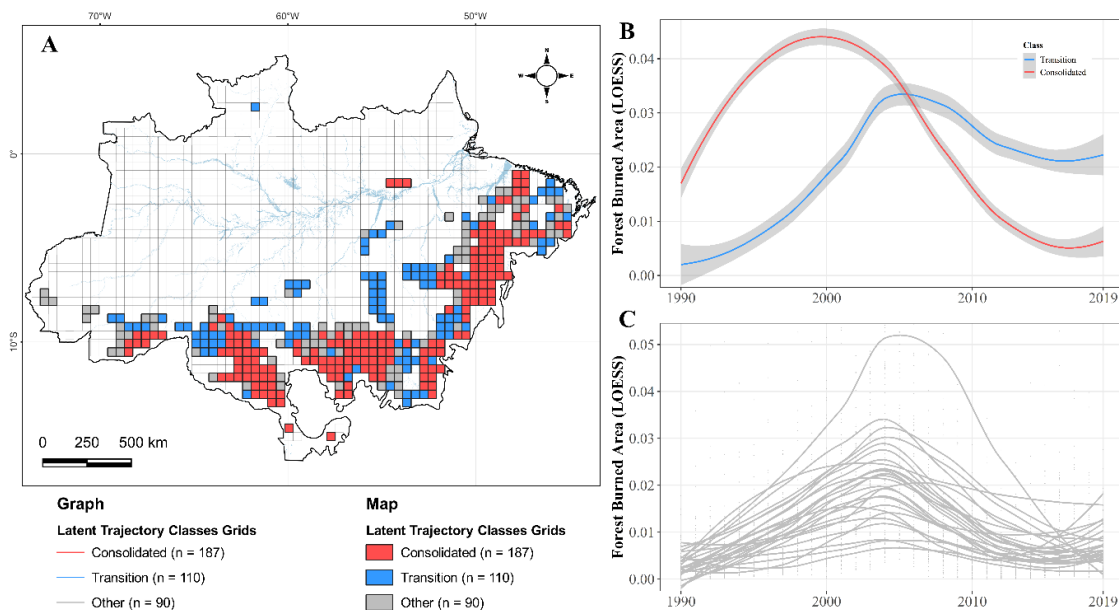 70°W
60°W
50°W
A
N
W
E
S
0°
10°S
0 250 500 km
Graph
Latent Trajectory Classes Grids
Consolidated (n = 187)
Transition (n = 110)
Other (n = 90)
Map
Latent Trajectory Classes Grids
Consolidated (n = 187)
Transition (n = 110)
Other (n = 90)
B
Forest Burned Area (LOESS)
0.04
0.03
0.02
0.01
0.00
1990
2000
2010
2019
Class
Transition
Consolidated
C
Forest Burned Area (LOESS)
0.05
0.04
0.03
0.02
0.01
0.00
1990
2000
2010
2019